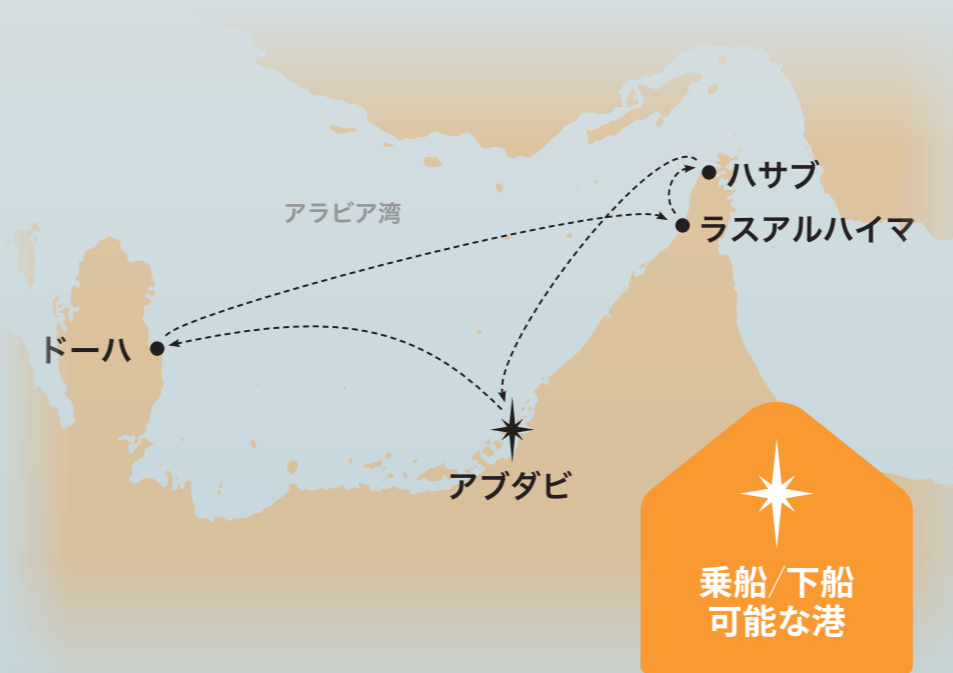 ハサブ
アラビア湾
ラスアルハイマ
ドーハ
アブダビ
乗船/下船
可能な港